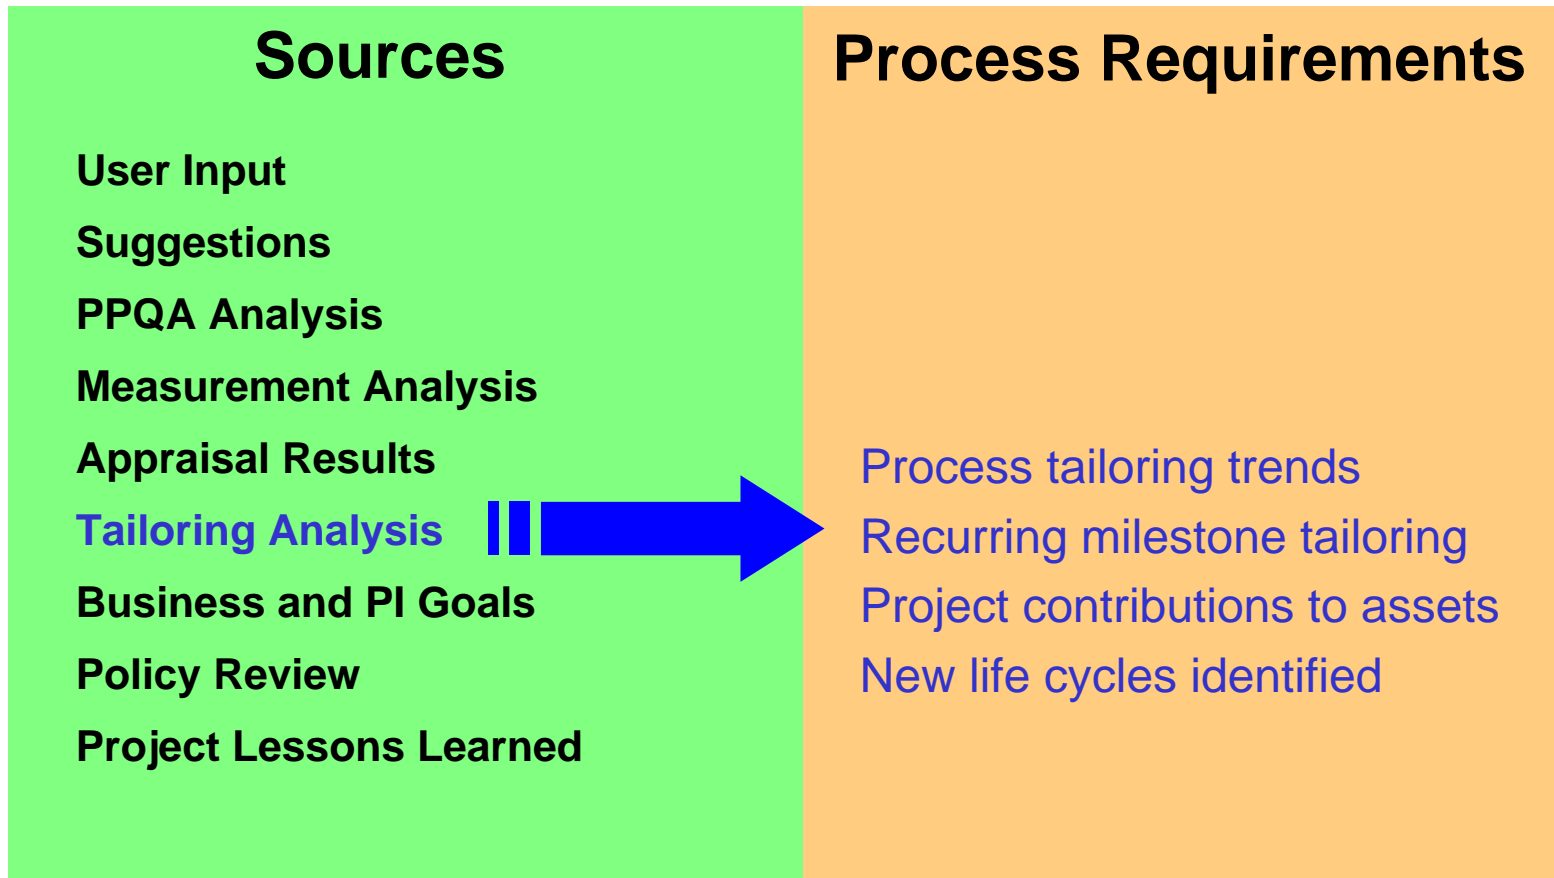 Sources
User Input
Suggestions
PPQA Analysis
Measurement Analysis
Appraisal Results
Tailoring Analysis
Business and PI Goals
Policy Review
Project Lessons Learned
Process Requirements
Process tailoring trends
Recurring milestone tailoring
Project contributions to assets
New life cycles identified